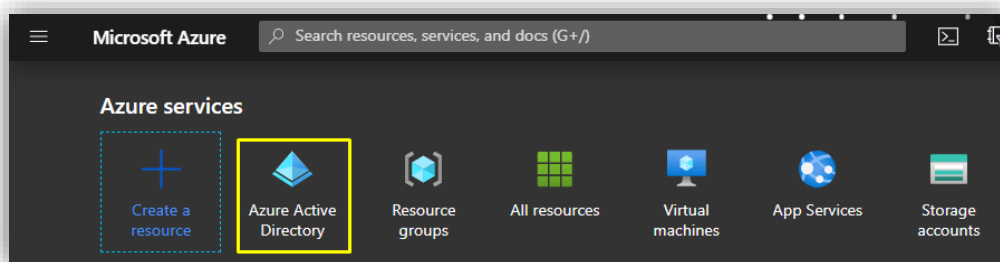 Microsoft Azure
Search resources, services, and docs (G+/)
Azure services
Create a
resource
Azure Active
Directory
Resource
groups
All resources
Virtual
machines
App Services
Storage
accounts